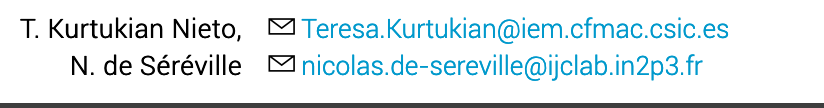 T. Kurtukian Nieto, Teresa.Kurtukian@iem.cfmac.csic.es
N. de Séréville nicolas.de-sereville@ijclab.in2p3.fr